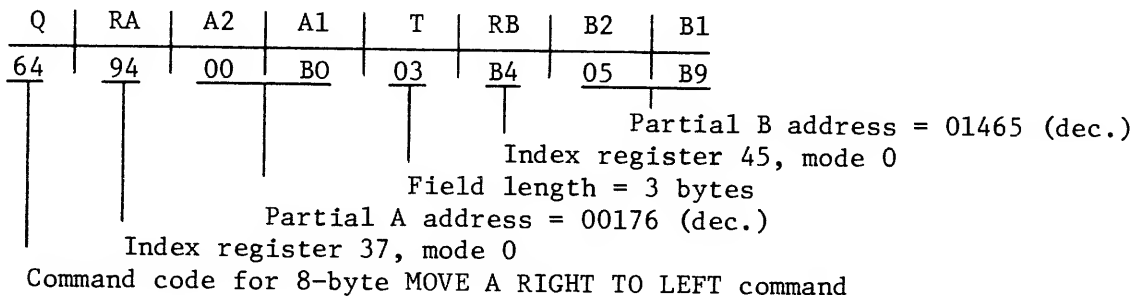 Q | RA | A2 | A1 | T | RB | B2 | B1
64 | 94 | 00 | B0 | 03 | B4 | 05 | B9
Partial B address = 01465 (dec.)
Index register 45, mode 0
Field length = 3 bytes
Partial A address = 00176 (dec.)
Index register 37, mode 0
Command code for 8-byte MOVE A RIGHT TO LEFT command